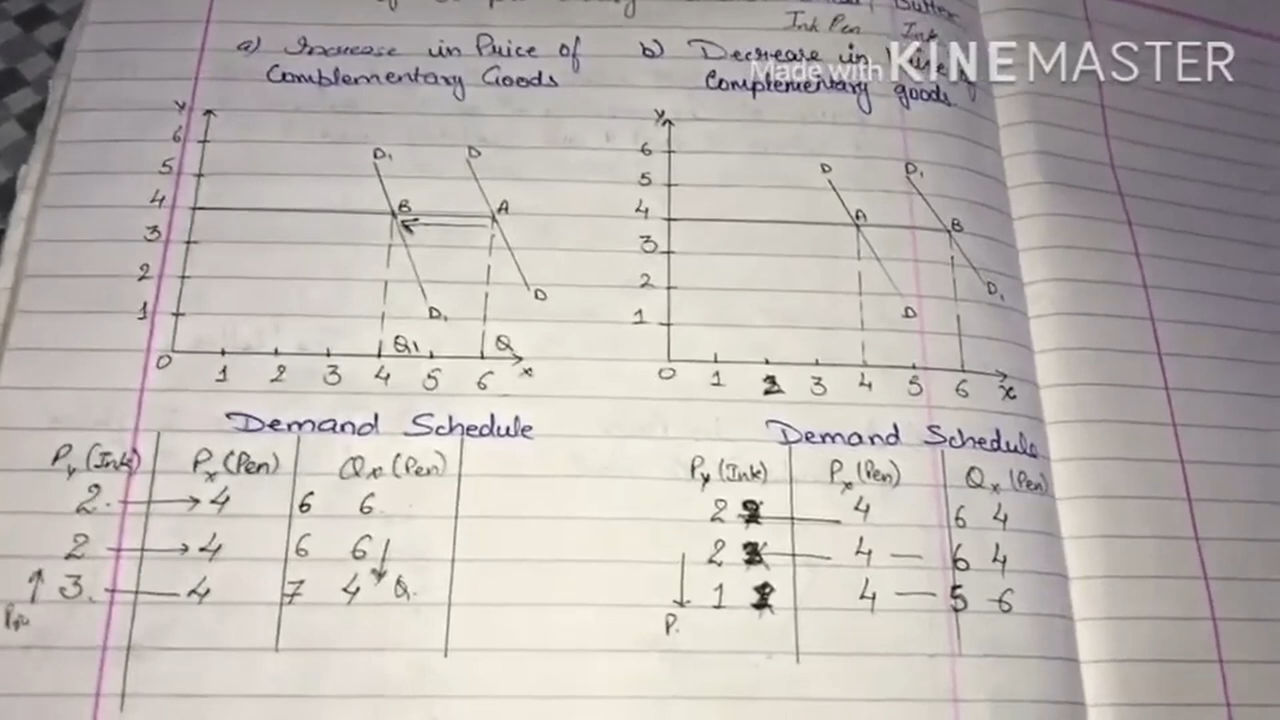 Ink Pen Ink
a) Increase in Price of
Complementary Goods
b) Decrease in
Complementary goods
Made with KINEMASTER
Y
6
5
4
3
2
1
0
1 2 3 4 5 6 x
D1 D
B A
D1 D
Q1 Q
Y
6
5
4
3
2
1
0 1 2 3 4 5 6 x
D D1
A B
D D1
Demand Schedule
Py (Ink) Px (Pen) Qx (Pen)
2 → 4 6 6
2 → 4 6 6
↑ 3 4 7 4 Q
Demand Schedule
Py (Ink) Px (Pen) Qx (Pen)
2 4 6 4
2 4 6 4
1 4 5 6
P.